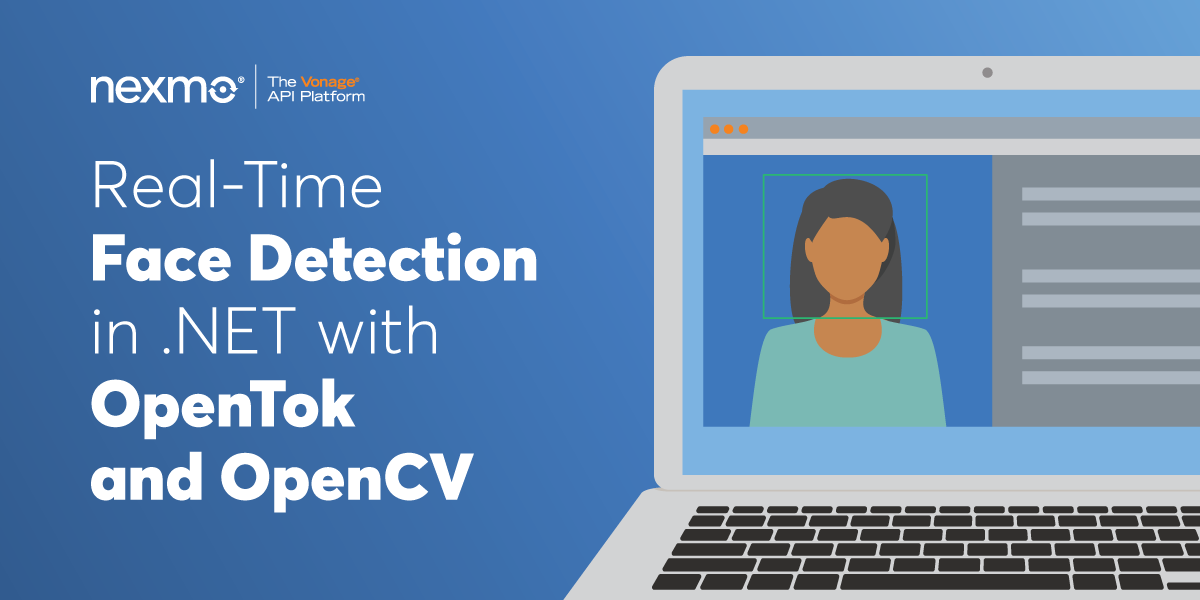 nexmo®
The Vonage®
API Platform
Real-Time
Face Detection
in .NET with
OpenTok
and OpenCV